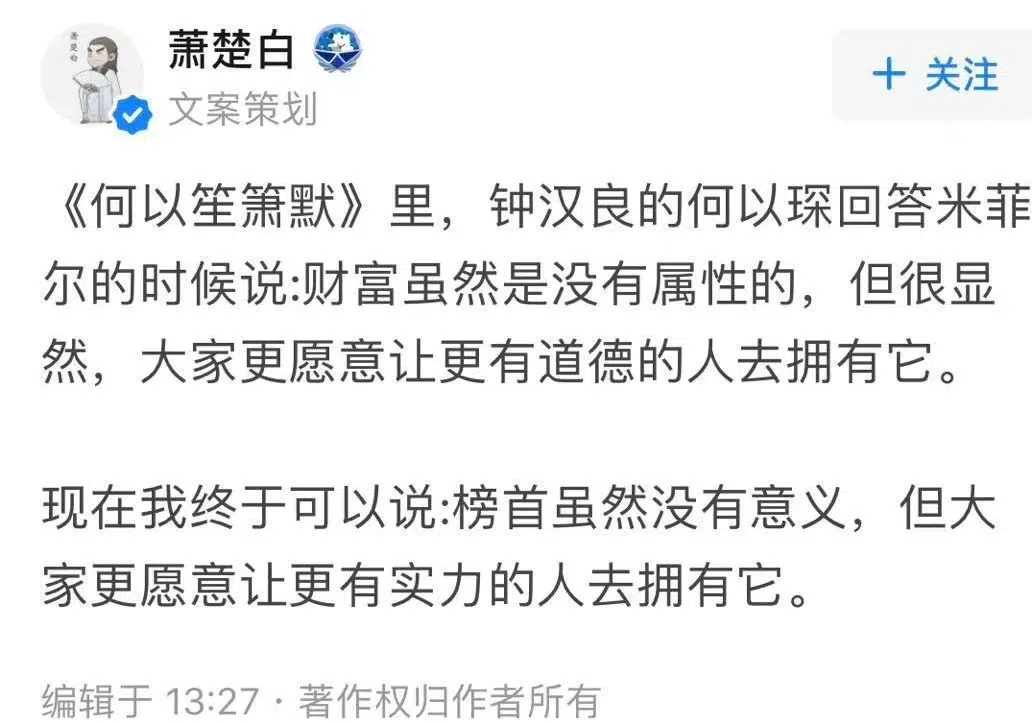 萧楚白
萧楚白
文案策划
+ 关注
《何以笙箫默》里，钟汉良的何以琛回答米菲
尔的时候说:财富虽然是没有属性的，但很显
然，大家更愿意让更有道德的人去拥有它。
现在我终于可以说:榜首虽然没有意义，但大
家更愿意让更有实力的人去拥有它。
编辑于 13:27 · 著作权归作者所有